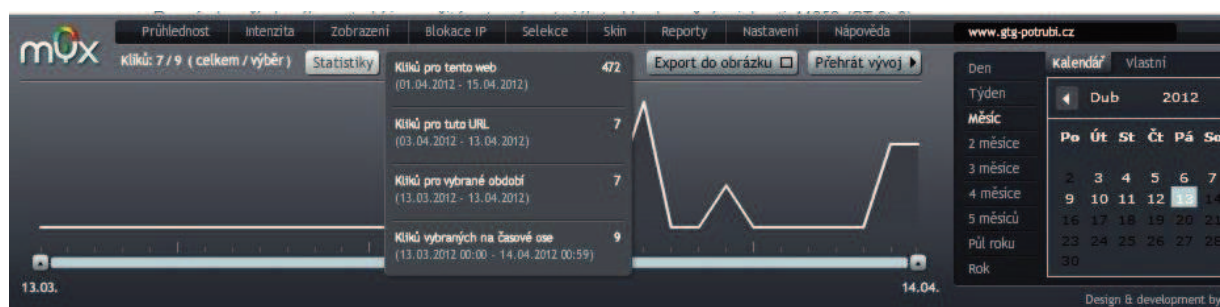 mYx
Průhlednost Intenzita Zobrazení Blokace IP Selekce Skin Reporty Nastavení Nápověda
www.gtg-potrubi.cz
Kliků: 7 / 9 ( celkem / výběr )
Statistiky
Kliků pro tento web 472
(01.04.2012 - 15.04.2012)
Kliků pro tuto URL 7
(03.04.2012 - 13.04.2012)
Kliků pro vybrané období 7
(13.03.2012 - 13.04.2012)
Kliků vybraných na časové ose 9
(13.03.2012 00:00 - 14.04.2012 00:59)
Export do obrázku
Přehrát vývoj
13.03.
14.04.
Den
Týden
Měsíc
2 měsíce
3 měsíce
4 měsíce
5 měsíců
Půl roku
Rok
Kalendář Vlastní
Dub 2012
Po Út St Čt Pá So
2 3 4 5 6 7
9 10 11 12 13 14
16 17 18 19 20 21
23 24 25 26 27 28
30
Design & development by